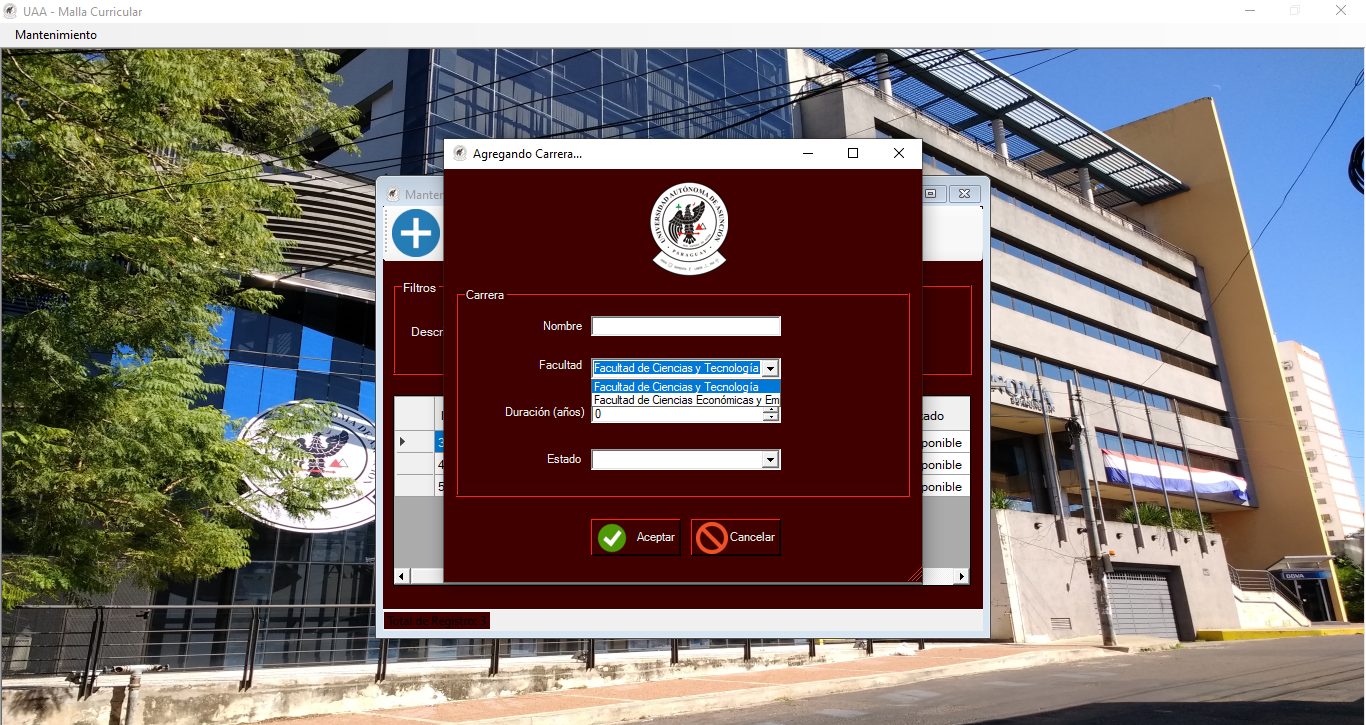 UAA - Malla Curricular
Mantenimiento
Agregando Carrera...
Manten
UNIVERSIDAD AUTÓNOMA DE ASUNCIÓN
PARAGUAY
Filtros
Descr
Carrera
Nombre
Facultad
Facultad de Ciencias y Tecnología
Facultad de Ciencias y Tecnología
Facultad de Ciencias Económicas y Em
Duración (años)
0
Estado
Aceptar
Cancelar
tado
3
ponible
4
ponible
5
ponible
Total de Registro: 3
OMA
BBVA